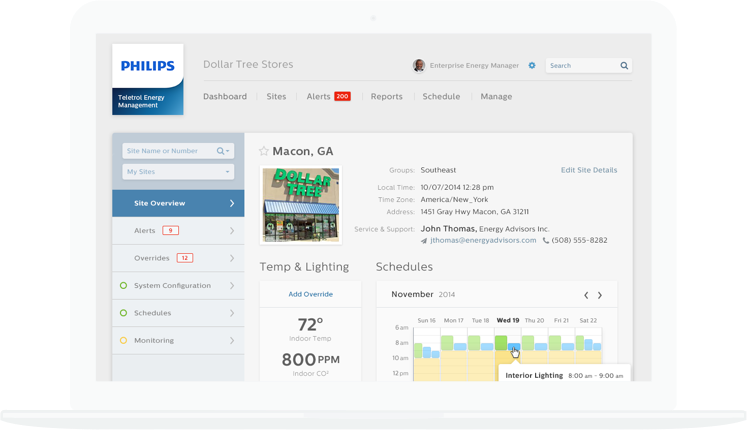 PHILIPS
Teletrol Energy
Management
Dollar Tree Stores
Enterprise Energy Manager
Search
Dashboard
Sites
Alerts 200
Reports
Schedule
Manage
Site Name or Number
My Sites
Site Overview
Alerts 9
Overrides 12
System Configuration
Schedules
Monitoring
Macon, GA
DOLLAR TREE
Groups: Southeast
Edit Site Details
Local Time: 10/07/2014 12:28 pm
Time Zone: America/New_York
Address: 1451 Gray Hwy Macon, GA 31211
Service & Support: John Thomas, Energy Advisors Inc.
jthomas@energyadvisors.com (508) 555-8282
Temp & Lighting
Add Override
72°
Indoor Temp
800 PPM
Indoor CO²
Schedules
November 2014
Sun 16 Mon 17 Tue 18 Wed 19 Thu 20 Fri 21 Sat 22
6 am
8 am
10 am
12 pm
Interior Lighting 8:00 am - 9:00 am